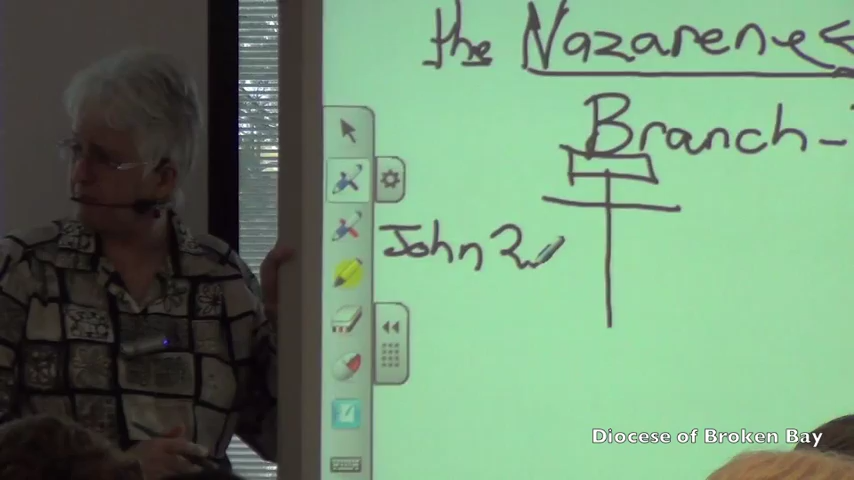 the Nazarene
Branch-
John 2
Diocese of Broken Bay